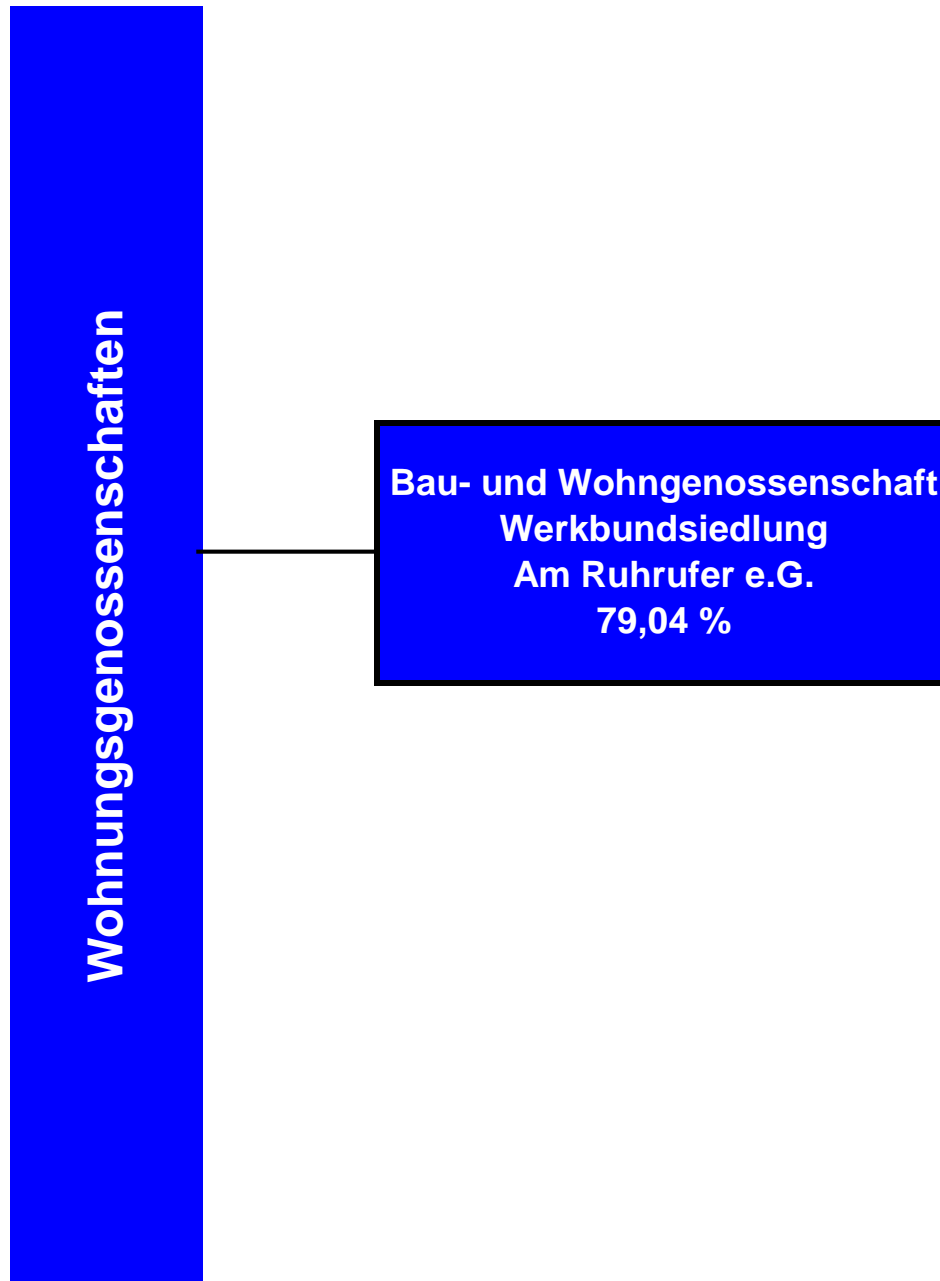 Wohnungsgenossenschaften
Bau- und Wohngenossenschaft
Werkbundsiedlung
Am Ruhrufer e.G.
79,04 %